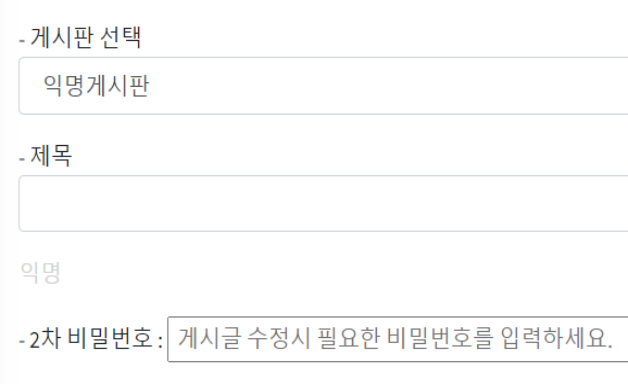 - 게시판 선택
익명게시판
- 제목
익명
- 2차 비밀번호 : 게시글 수정시 필요한 비밀번호를 입력하세요.